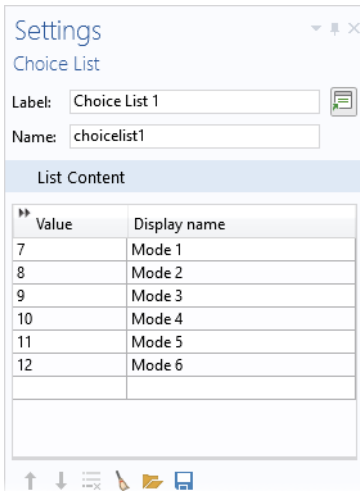 Settings
Choice List
Label: Choice List 1
Name: choicelist1
List Content
Value Display name
7 Mode 1
8 Mode 2
9 Mode 3
10 Mode 4
11 Mode 5
12 Mode 6